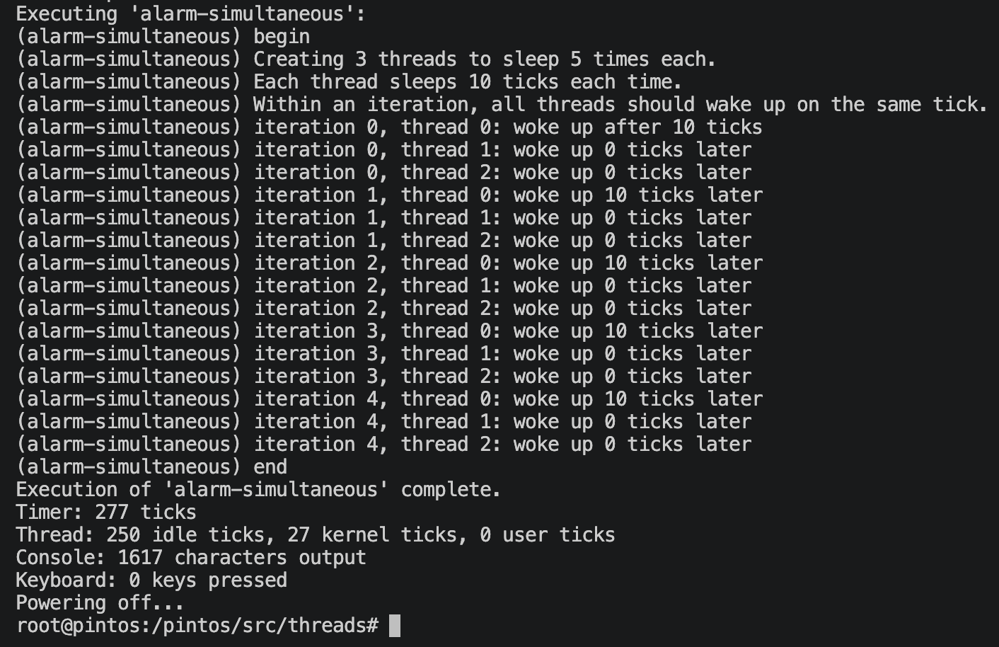 Executing 'alarm-simultaneous':
(alarm-simultaneous) begin
(alarm-simultaneous) Creating 3 threads to sleep 5 times each.
(alarm-simultaneous) Each thread sleeps 10 ticks each time.
(alarm-simultaneous) Within an iteration, all threads should wake up on the same tick.
(alarm-simultaneous) iteration 0, thread 0: woke up after 10 ticks
(alarm-simultaneous) iteration 0, thread 1: woke up 0 ticks later
(alarm-simultaneous) iteration 0, thread 2: woke up 0 ticks later
(alarm-simultaneous) iteration 1, thread 0: woke up 10 ticks later
(alarm-simultaneous) iteration 1, thread 1: woke up 0 ticks later
(alarm-simultaneous) iteration 1, thread 2: woke up 0 ticks later
(alarm-simultaneous) iteration 2, thread 0: woke up 10 ticks later
(alarm-simultaneous) iteration 2, thread 1: woke up 0 ticks later
(alarm-simultaneous) iteration 2, thread 2: woke up 0 ticks later
(alarm-simultaneous) iteration 3, thread 0: woke up 10 ticks later
(alarm-simultaneous) iteration 3, thread 1: woke up 0 ticks later
(alarm-simultaneous) iteration 3, thread 2: woke up 0 ticks later
(alarm-simultaneous) iteration 4, thread 0: woke up 10 ticks later
(alarm-simultaneous) iteration 4, thread 1: woke up 0 ticks later
(alarm-simultaneous) iteration 4, thread 2: woke up 0 ticks later
(alarm-simultaneous) end
Execution of 'alarm-simultaneous' complete.
Timer: 277 ticks
Thread: 250 idle ticks, 27 kernel ticks, 0 user ticks
Console: 1617 characters output
Keyboard: 0 keys pressed
Powering off...
root@pintos:/pintos/src/threads#